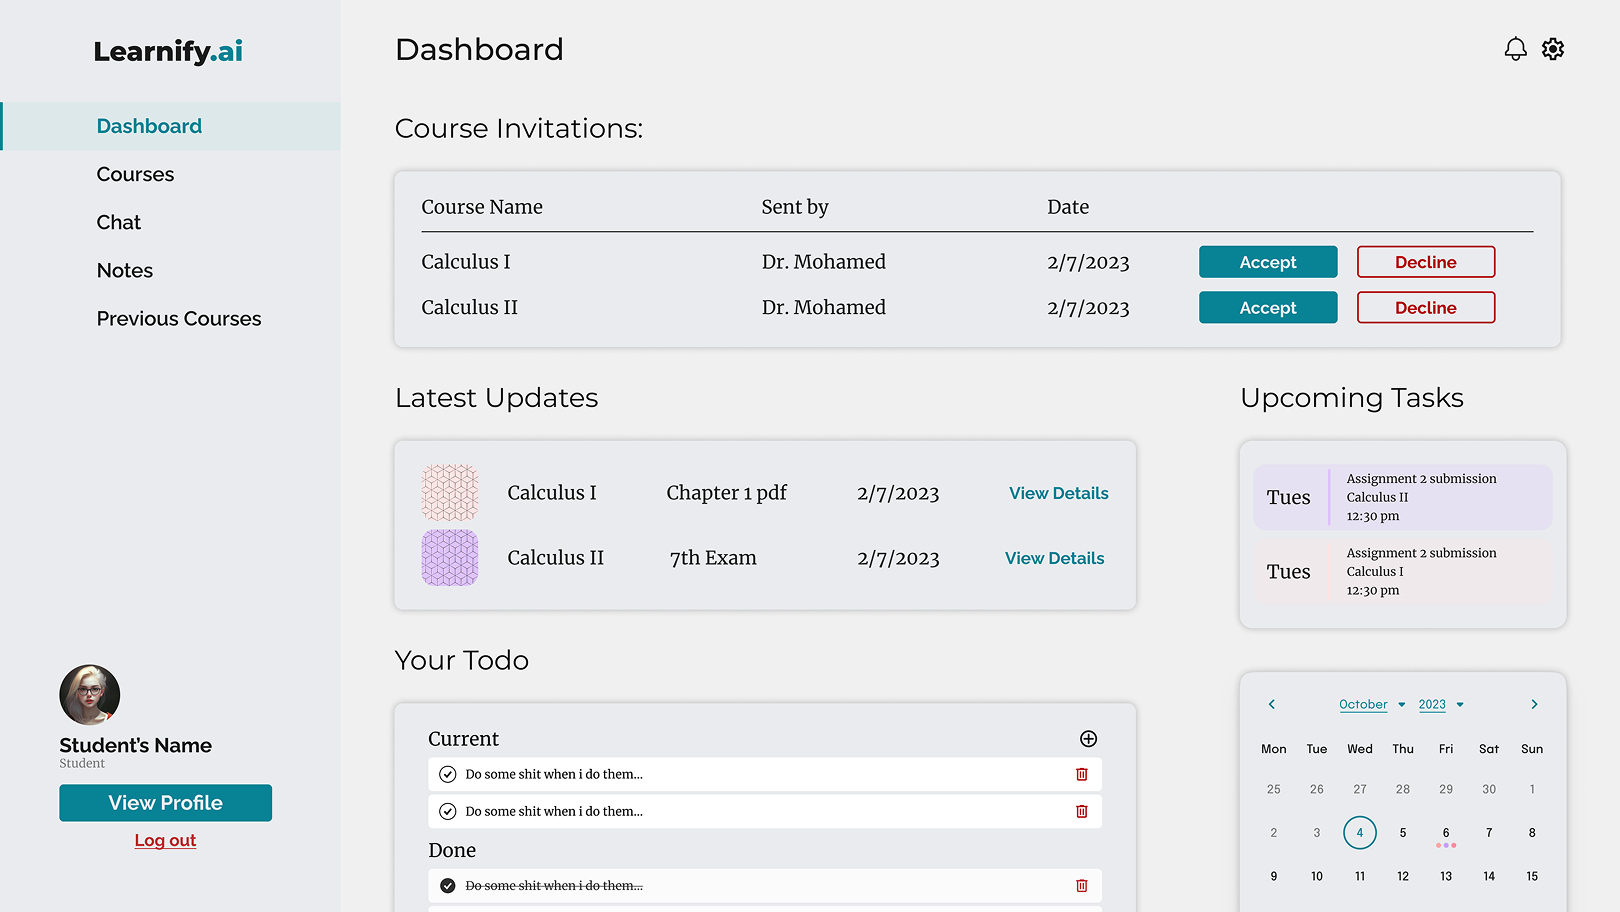 Learnify.ai
Dashboard
Courses
Chat
Notes
Previous Courses
Student's Name
Student
View Profile
Log out
Dashboard
Course Invitations:
Course Name Sent by Date
Calculus I Dr. Mohamed 2/7/2023 Accept Decline
Calculus II Dr. Mohamed 2/7/2023 Accept Decline
Latest Updates
Calculus I Chapter 1 pdf 2/7/2023 View Details
Calculus II 7th Exam 2/7/2023 View Details
Your Todo
Current
Do some shit when i do them...
Do some shit when i do them...
Done
Do some shit when i do them...
Upcoming Tasks
Tues
Assignment 2 submission
Calculus II
12:30 pm
Tues
Assignment 2 submission
Calculus I
12:30 pm
October 2023
Mon Tue Wed Thu Fri Sat Sun
25 26 27 28 29 30 1
2 3 4 5 6 7 8
9 10 11 12 13 14 15